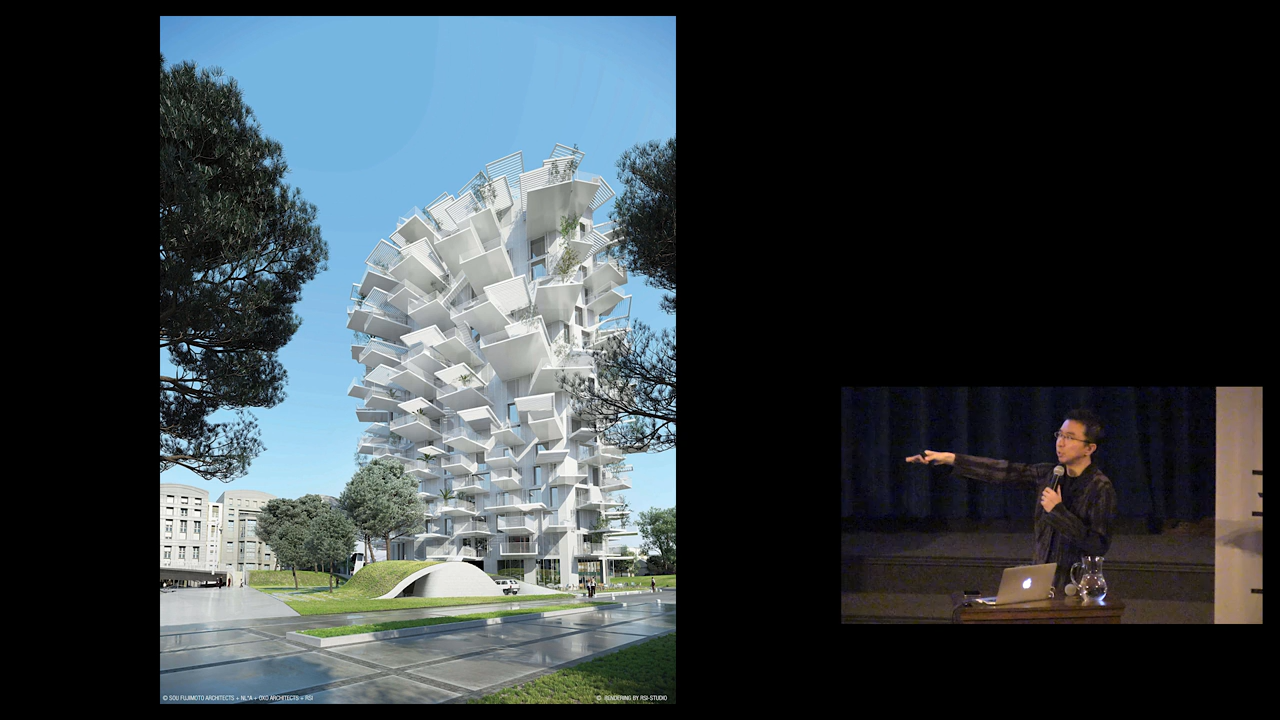 © SOU FUJIMOTO ARCHITECTS + NL*A + OXO ARCHITECTS + RSI
© RENDERING BY RSI-STUDIO